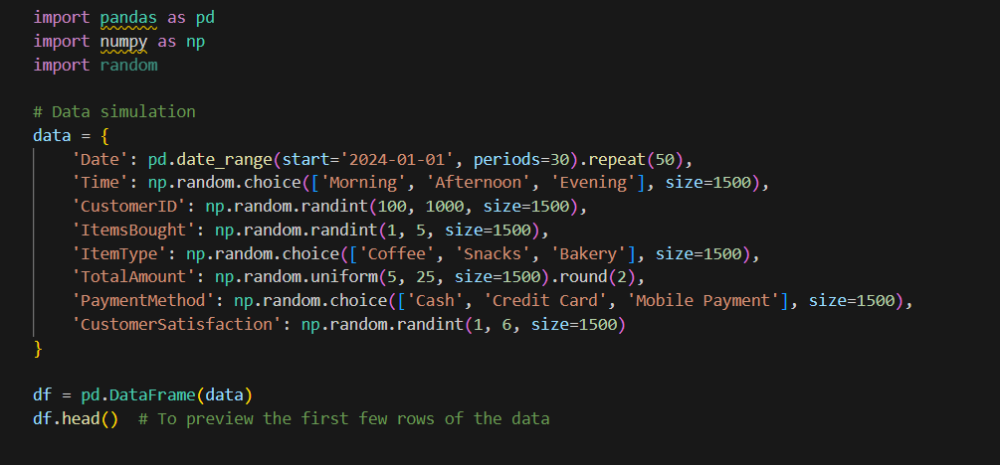 import pandas as pd
import numpy as np
import random

# Data simulation
data = {
    'Date': pd.date_range(start='2024-01-01', periods=30).repeat(50),
    'Time': np.random.choice(['Morning', 'Afternoon', 'Evening'], size=1500),
    'CustomerID': np.random.randint(100, 1000, size=1500),
    'ItemsBought': np.random.randint(1, 5, size=1500),
    'ItemType': np.random.choice(['Coffee', 'Snacks', 'Bakery'], size=1500),
    'TotalAmount': np.random.uniform(5, 25, size=1500).round(2),
    'PaymentMethod': np.random.choice(['Cash', 'Credit Card', 'Mobile Payment'], size=1500),
    'CustomerSatisfaction': np.random.randint(1, 6, size=1500)
}

df = pd.DataFrame(data)
df.head()  # To preview the first few rows of the data